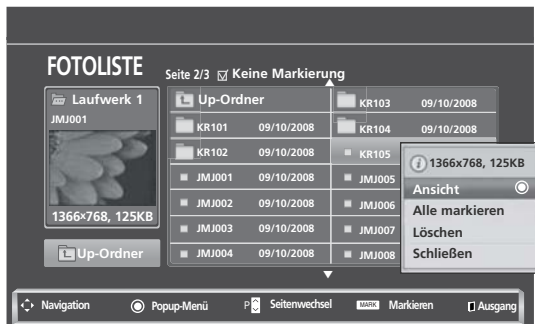 FOTOLISTE
Seite 2/3 ☑ Keine Markierung
Laufwerk 1
JMJ001
1366×768, 125KB
Up-Ordner
Up-Ordner
KR101 09/10/2008
KR102 09/10/2008
JMJ001 09/10/2008
JMJ002 09/10/2008
JMJ003 09/10/2008
JMJ004 09/10/2008
KR103 09/10/2008
KR104 09/10/2008
KR105
JMJ005
JMJ006
JMJ007
JMJ008
1366x768, 125KB
Ansicht
Alle markieren
Löschen
Schließen
Navigation Popup-Menü P Seitenwechsel MARK Markieren Ausgang